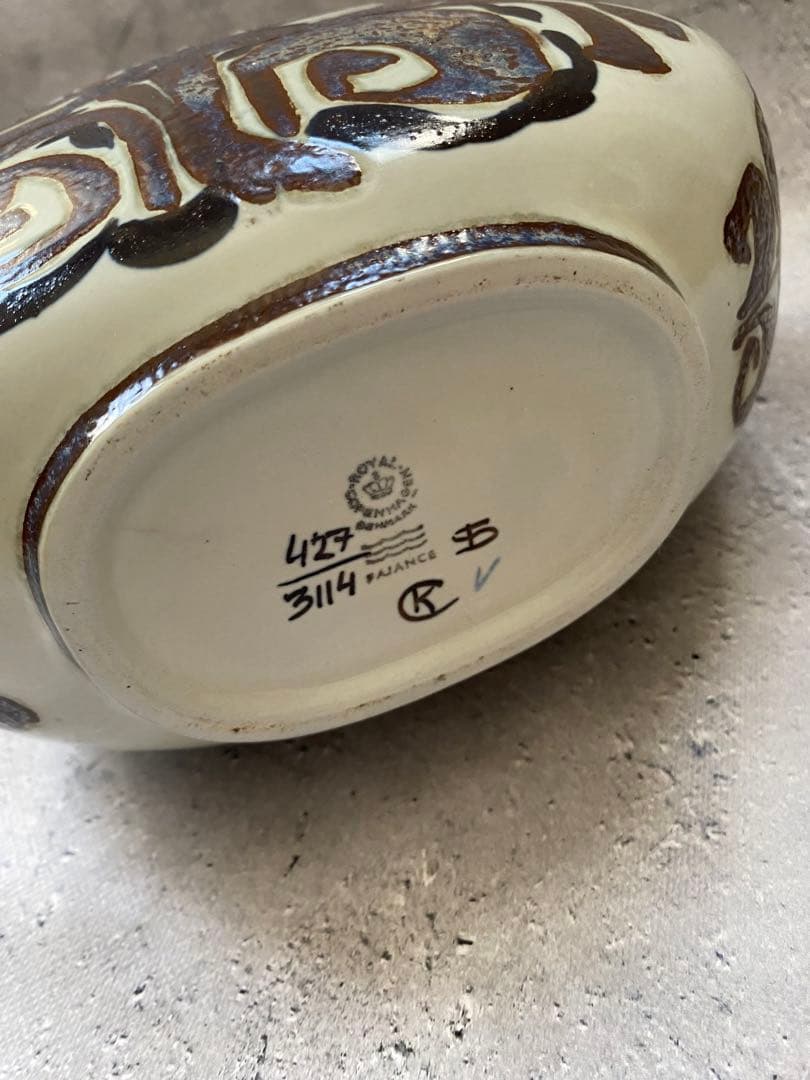 ROYAL
COPENHAGEN
DENMARK
427
3114
FAJANCE